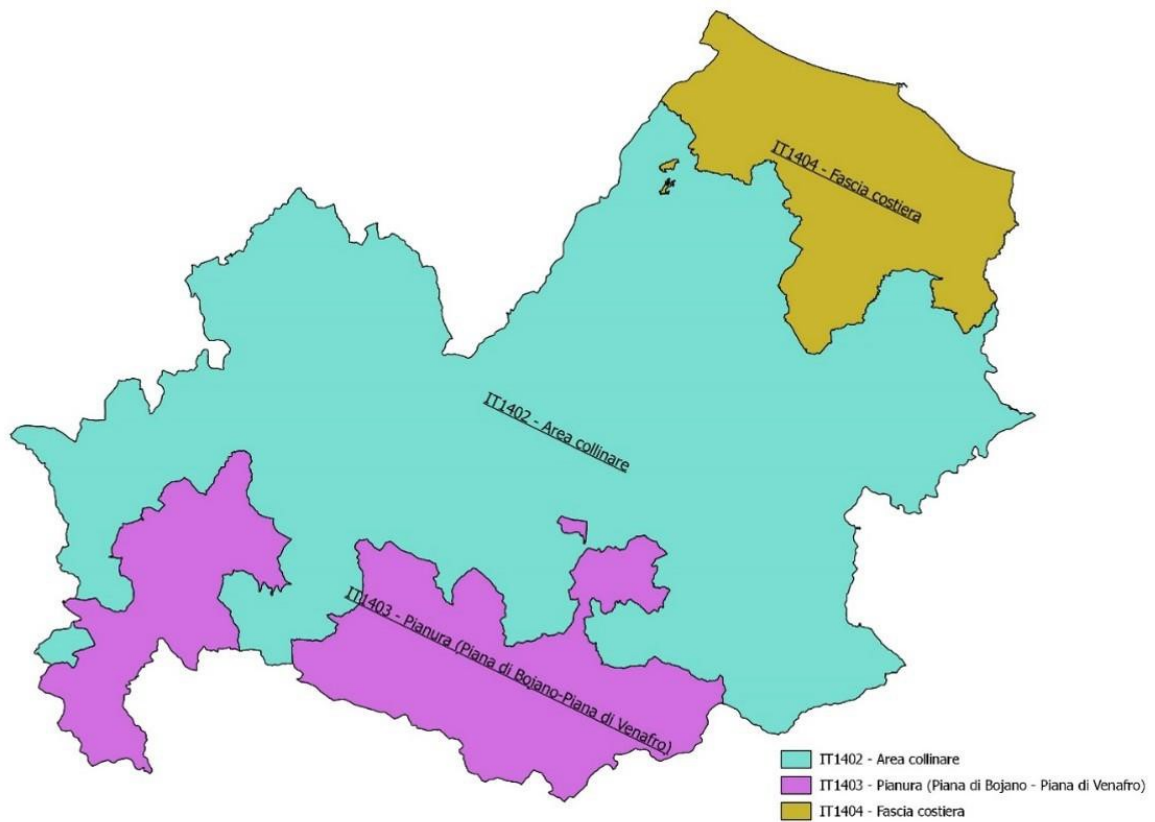 IT1404 - Fascia costiera
IT1402 - Area collinare
IT1403 - Pianura (Piana di Bojano-Piana di Venafro)
IT1402 - Area collinare
IT1403 - Pianura (Piana di Bojano - Piana di Venafro)
IT1404 - Fascia costiera